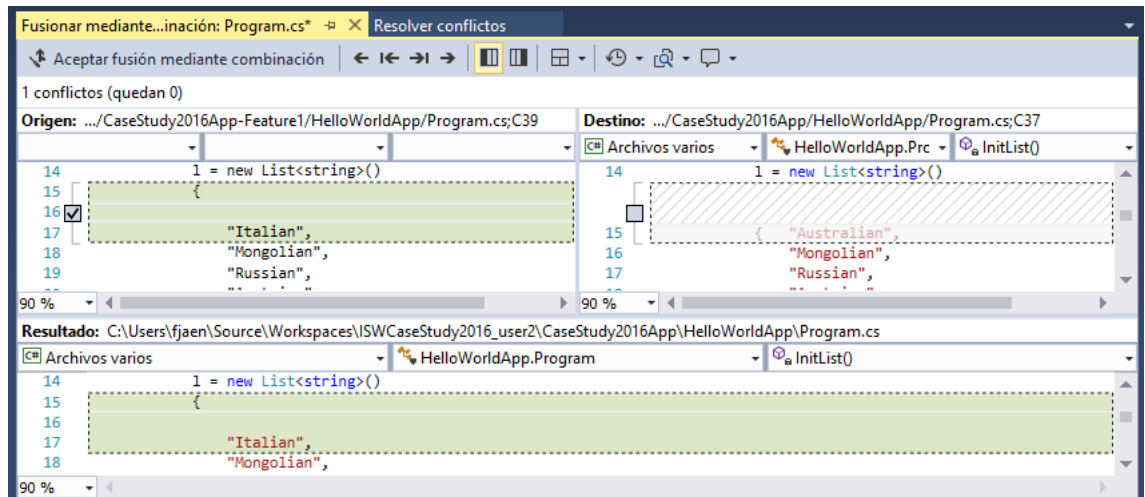 Fusionar mediante...inación: Program.cs* Resolver conflictos
Aceptar fusión mediante combinación
1 conflictos (quedan 0)
Origen: .../CaseStudy2016App-Feature1/HelloWorldApp/Program.cs;C39
Destino: .../CaseStudy2016App/HelloWorldApp/Program.cs;C37
C# Archivos varios HelloWorldApp.Prc InitList()
14 l = new List<string>()
15 {
16
17 "Italian",
18 "Mongolian",
19 "Russian",
90 %
14 l = new List<string>()
15 { "Australian",
16 "Mongolian",
17 "Russian",
90 %
Resultado: C:\Users\fjaen\Source\Workspaces\ISWCaseStudy2016_user2\CaseStudy2016App\HelloWorldApp\Program.cs
C# Archivos varios HelloWorldApp.Program InitList()
14 l = new List<string>()
15 {
16
17 "Italian",
18 "Mongolian",
90 %